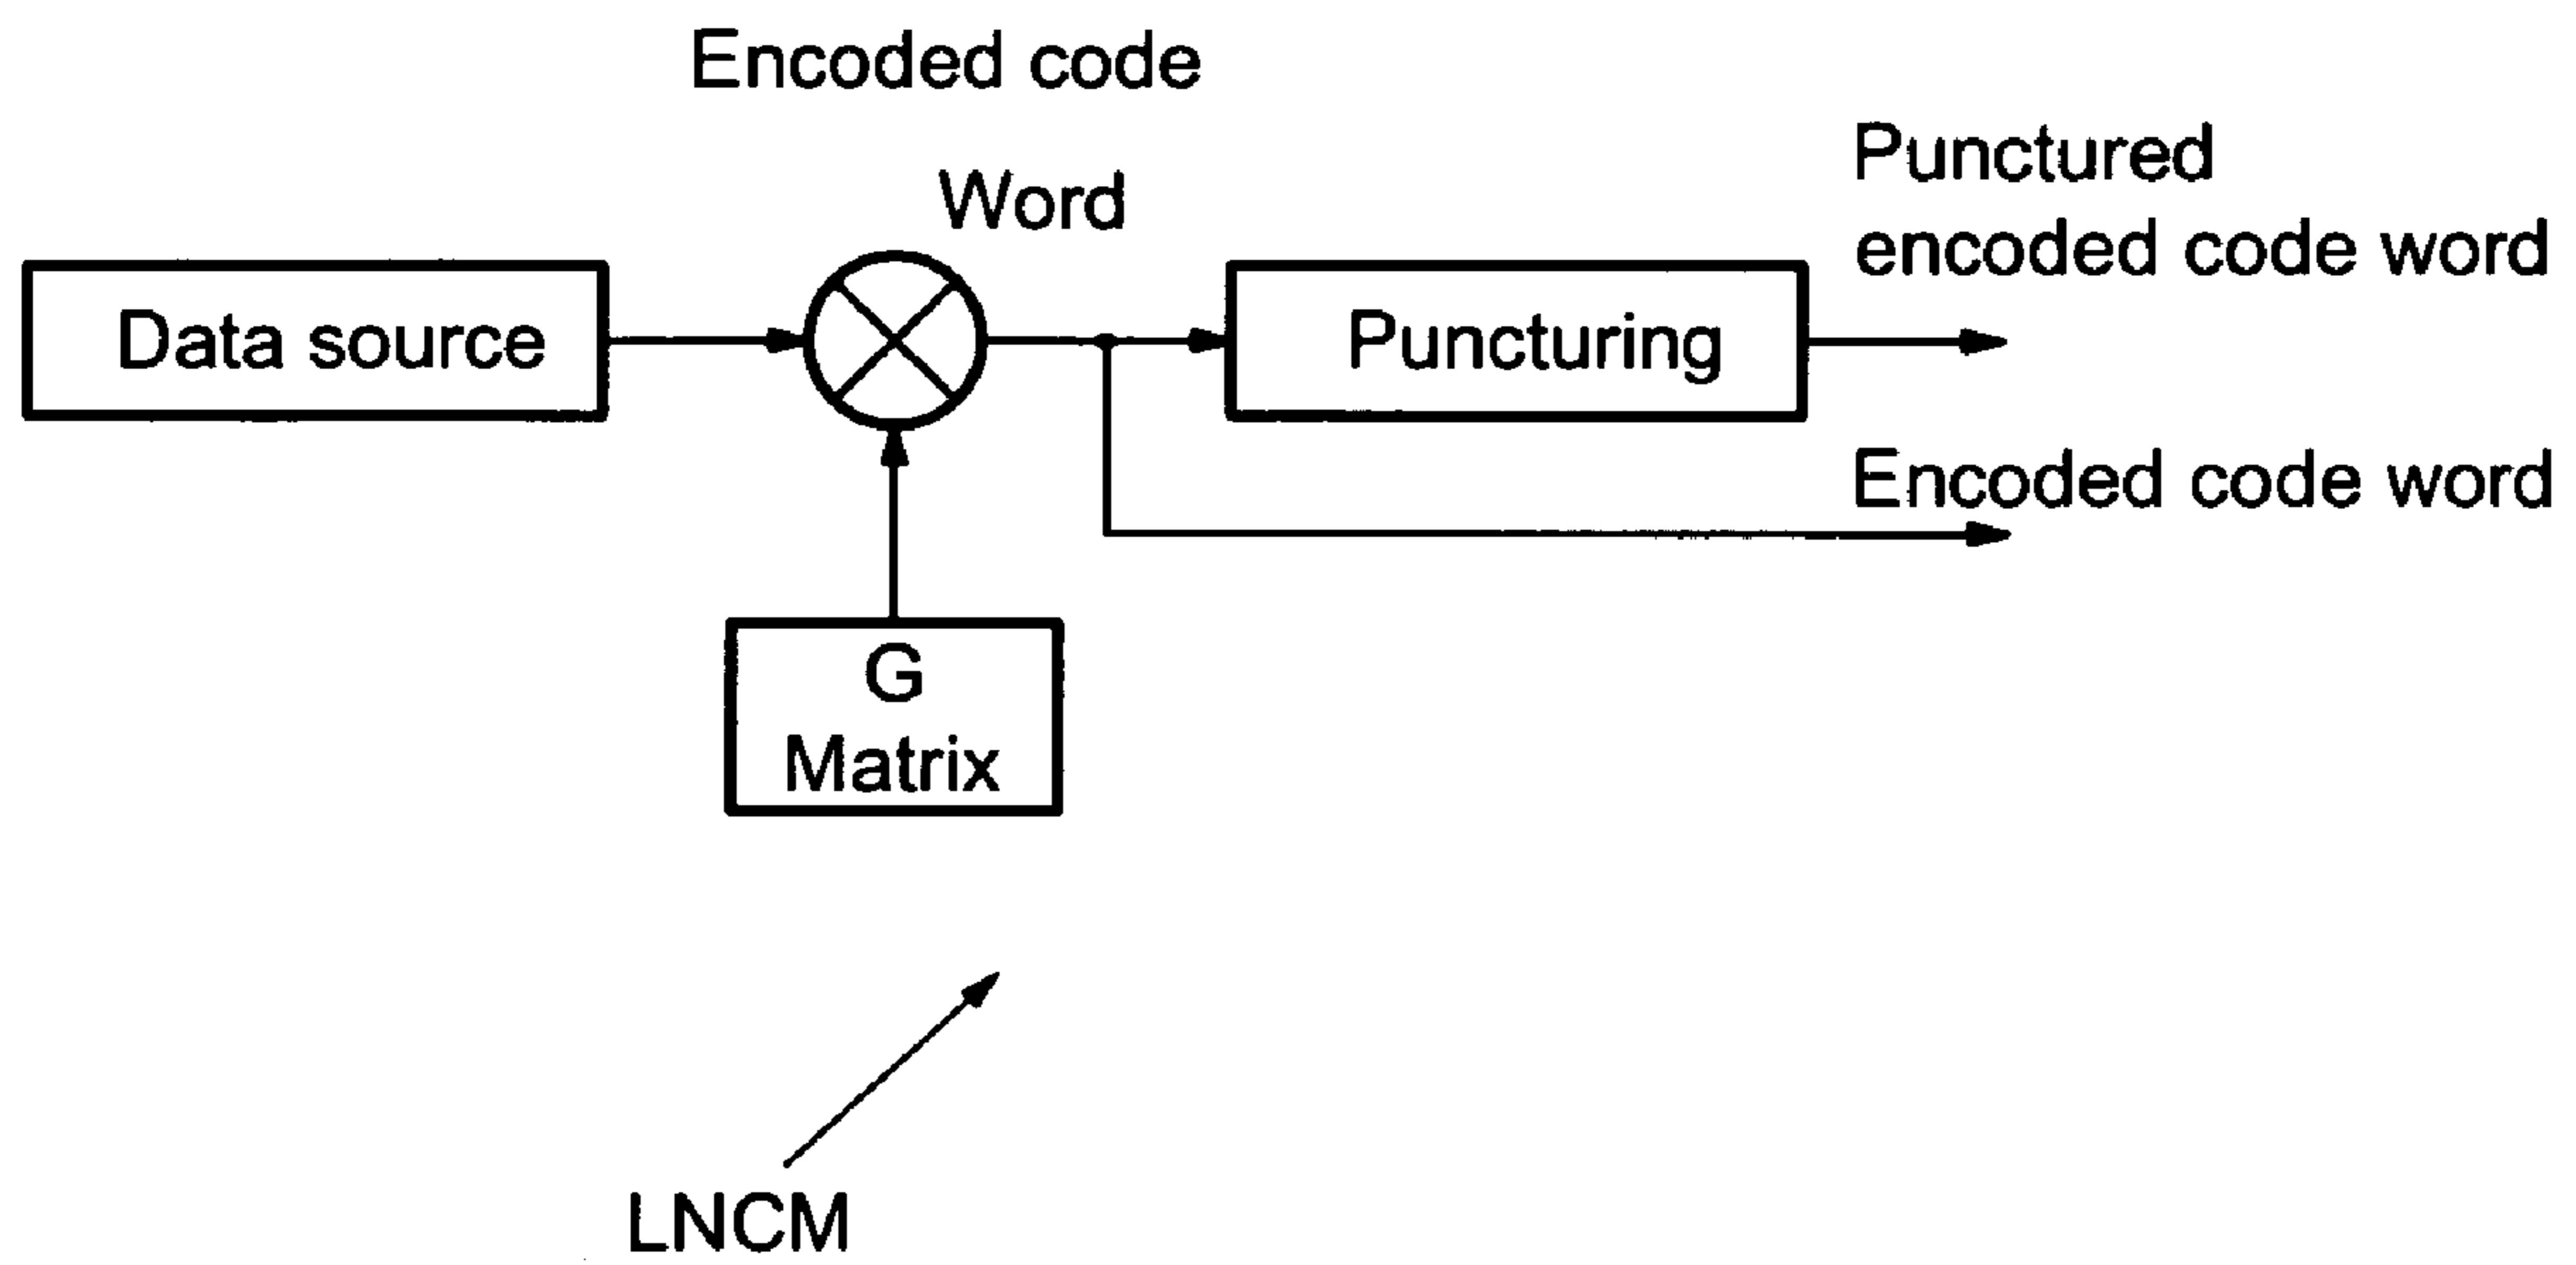 Encoded code
Word
Punctured
encoded code word
Data source
Puncturing
Encoded code word
G
Matrix
LNCM